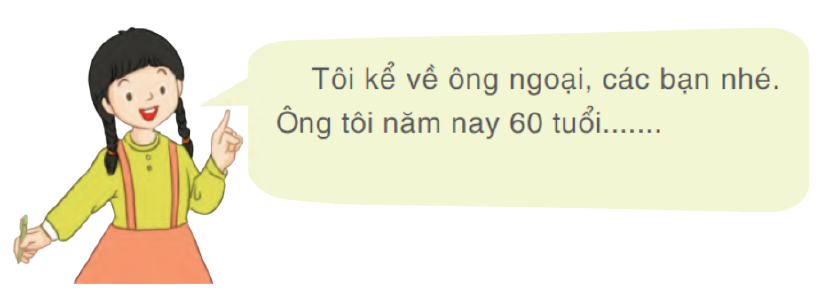 Tôi kể về ông ngoại, các bạn nhé.
Ông tôi năm nay 60 tuổi.......